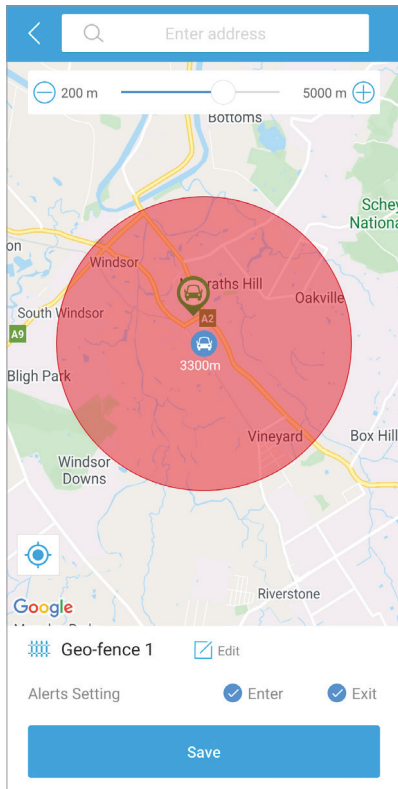 Enter address
200 m
5000 m
Bottoms
Schey
Nationa
on
Windsor
raths Hill
Oakville
South Windsor
A2
A9
3300m
Bligh Park
Vineyard
Box Hill
Windsor
Downs
Riverstone
Google
Geo-fence 1
Edit
Alerts Setting
Enter
Exit
Save